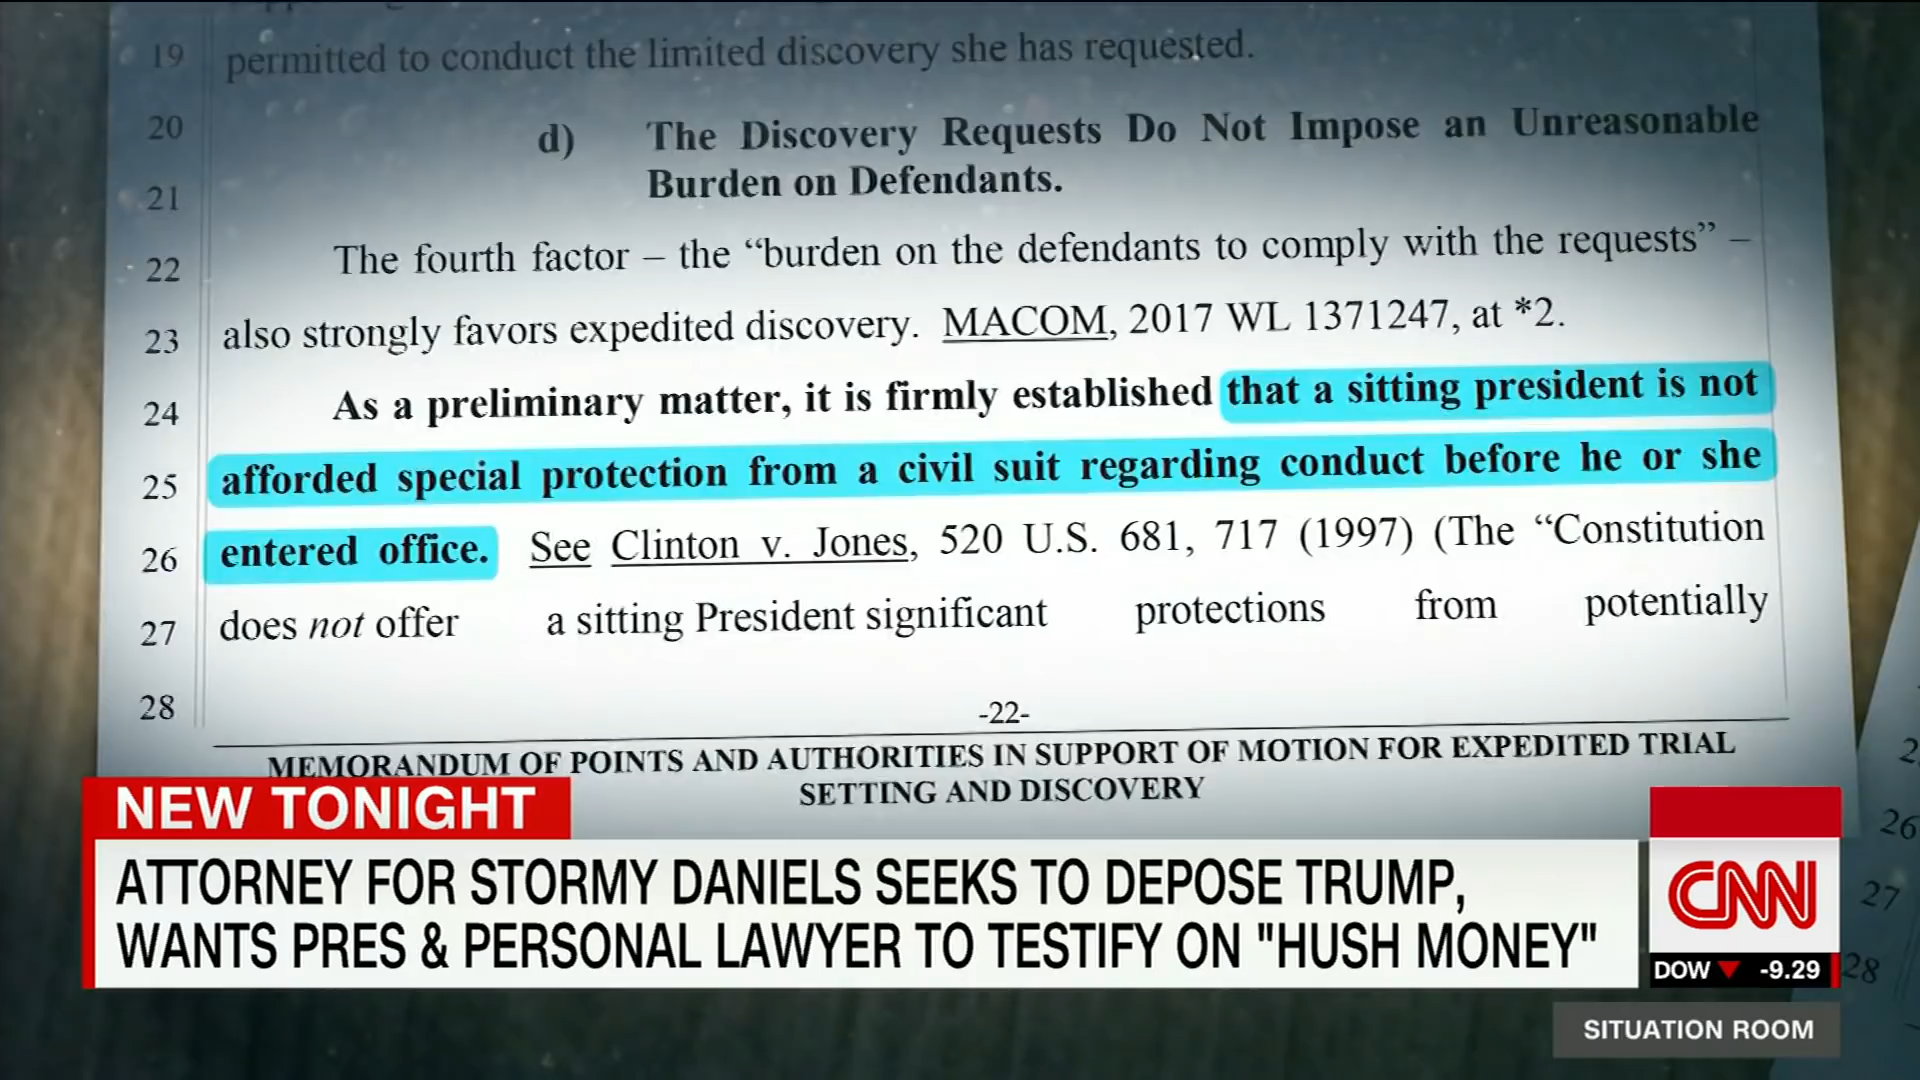 19 permitted to conduct the limited discovery she has requested.
20 d) The Discovery Requests Do Not Impose an Unreasonable
21 Burden on Defendants.
22 The fourth factor – the “burden on the defendants to comply with the requests” –
23 also strongly favors expedited discovery. MACOM, 2017 WL 1371247, at *2.
24 As a preliminary matter, it is firmly established that a sitting president is not
25 afforded special protection from a civil suit regarding conduct before he or she
26 entered office. See Clinton v. Jones, 520 U.S. 681, 717 (1997) (The “Constitution
27 does not offer a sitting President significant protections from potentially
28
-22-
MEMORANDUM OF POINTS AND AUTHORITIES IN SUPPORT OF MOTION FOR EXPEDITED TRIAL
SETTING AND DISCOVERY
26
27
28
NEW TONIGHT
ATTORNEY FOR STORMY DANIELS SEEKS TO DEPOSE TRUMP,
WANTS PRES & PERSONAL LAWYER TO TESTIFY ON "HUSH MONEY"
CNN
DOW ▼ -9.29
SITUATION ROOM